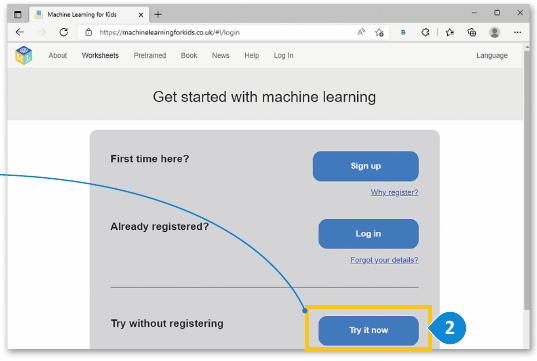 Machine Learning for Kids
https://machinelearningforkids.co.uk/#!/login
About Worksheets Pretrained Book News Help Log In Language
Get started with machine learning
First time here?
Sign up
Why register?
Already registered?
Log in
Forgot your details?
Try without registering
Try it now
2